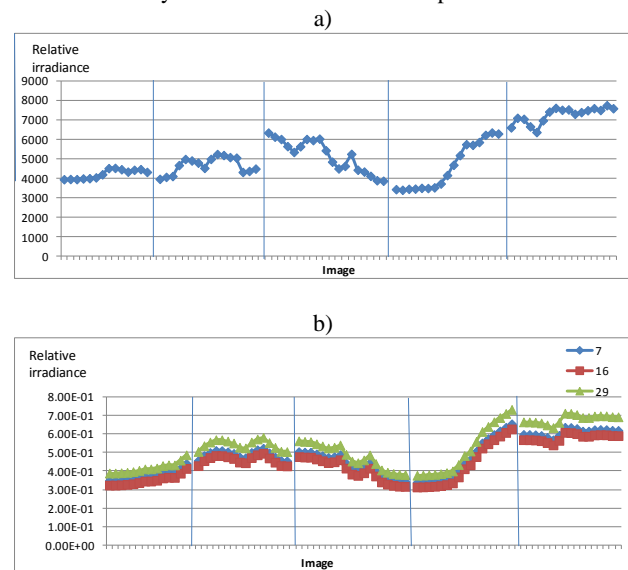 a)
Relative
irradiance
9000
8000
7000
6000
5000
4000
3000
2000
1000
0
Image
b)
7
16
29
Relative
irradiance
8.00E-01
7.00E-01
6.00E-01
5.00E-01
4.00E-01
3.00E-01
2.00E-01
1.00E-01
0.00E+00
Image